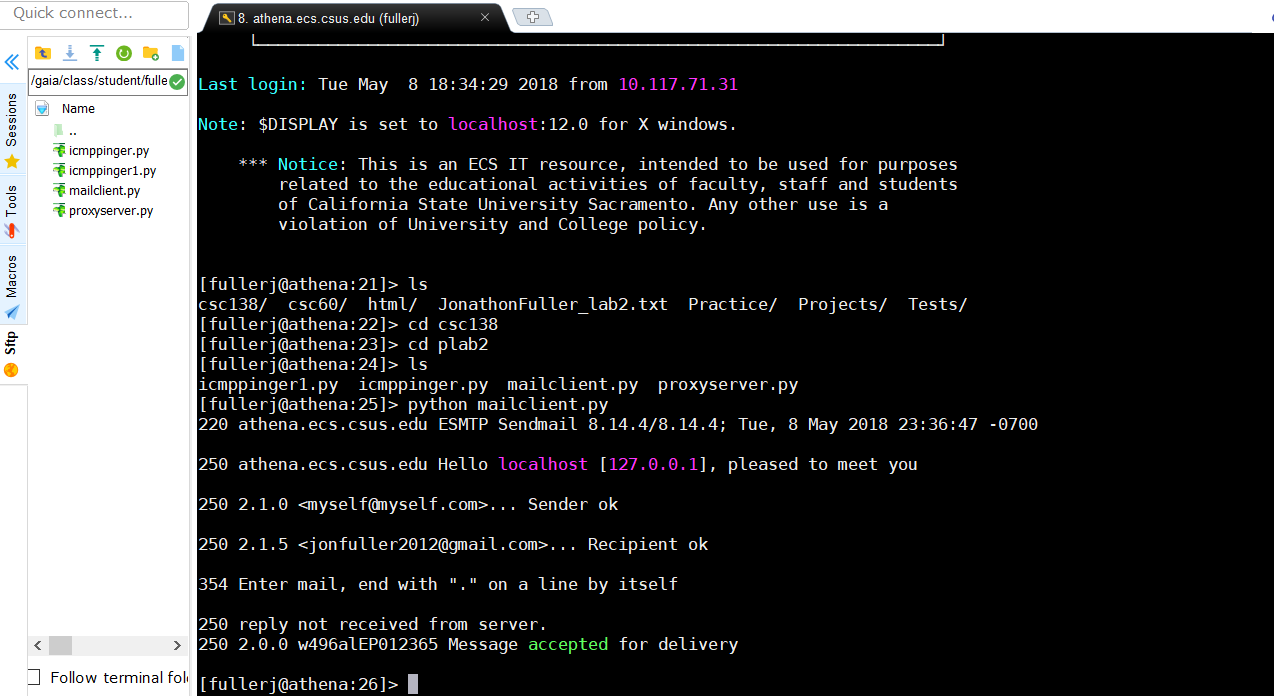 Quick connect...
8. athena.ecs.csus.edu (fullerj)
/gaia/class/student/fulle
Name
..
icmppinger.py
icmppinger1.py
mailclient.py
proxyserver.py
Sessions
Tools
Macros
Sftp
Follow terminal fol
Last login: Tue May  8 18:34:29 2018 from 10.117.71.31
Note: $DISPLAY is set to localhost:12.0 for X windows.
*** Notice: This is an ECS IT resource, intended to be used for purposes
related to the educational activities of faculty, staff and students
of California State University Sacramento. Any other use is a
violation of University and College policy.
[fullerj@athena:21]> ls
csc138/  csc60/  html/  JonathonFuller_lab2.txt  Practice/  Projects/  Tests/
[fullerj@athena:22]> cd csc138
[fullerj@athena:23]> cd plab2
[fullerj@athena:24]> ls
icmppinger1.py  icmppinger.py  mailclient.py  proxyserver.py
[fullerj@athena:25]> python mailclient.py
220 athena.ecs.csus.edu ESMTP Sendmail 8.14.4/8.14.4; Tue, 8 May 2018 23:36:47 -0700
250 athena.ecs.csus.edu Hello localhost [127.0.0.1], pleased to meet you
250 2.1.0 <myself@myself.com>... Sender ok
250 2.1.5 <jonfuller2012@gmail.com>... Recipient ok
354 Enter mail, end with "." on a line by itself
250 reply not received from server.
250 2.0.0 w496alEP012365 Message accepted for delivery
[fullerj@athena:26]>